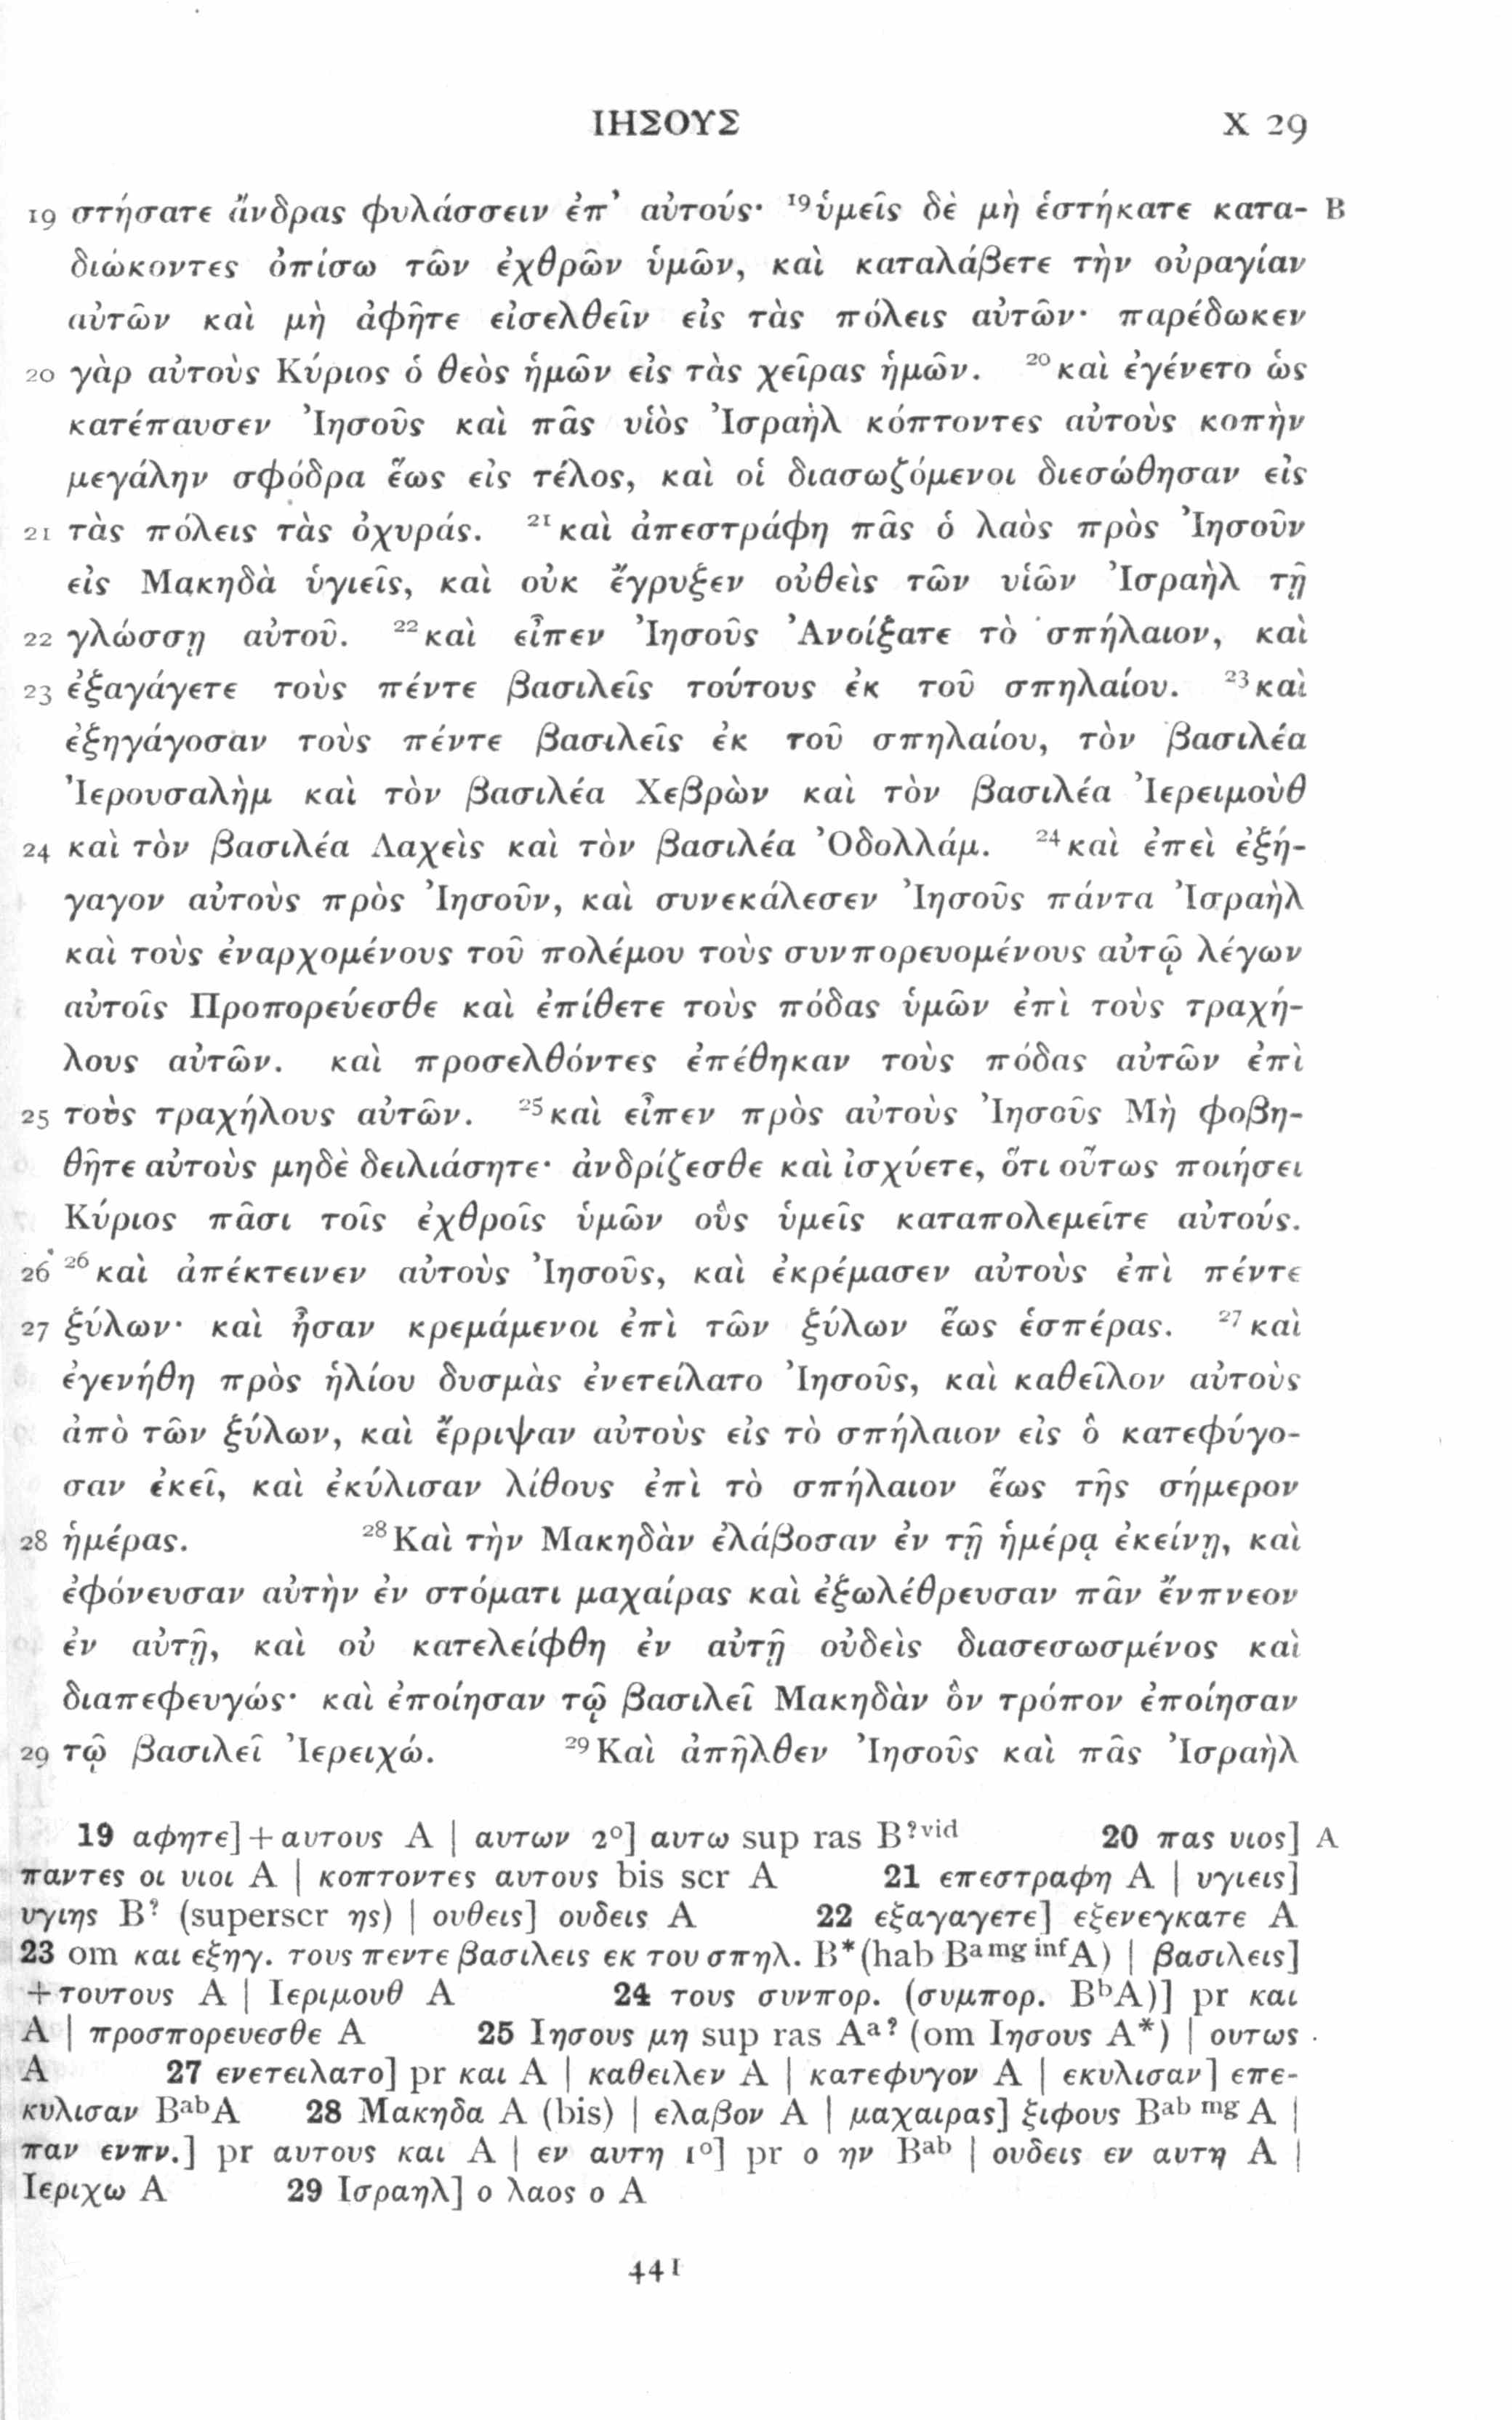 ΙΗΣΟΥΣ X 29
19 στήσατε ἄνδρας φυλάσσειν ἐπ' αὐτούς· ¹⁹ὑμεῖς δὲ μὴ ἑστήκατε κατα- B
διώκοντες ὀπίσω τῶν ἐχθρῶν ὑμῶν, καὶ καταλάβετε τὴν οὐραγίαν
αὐτῶν καὶ μὴ ἀφῆτε εἰσελθεῖν εἰς τὰς πόλεις αὐτῶν· παρέδωκεν
20 γὰρ αὐτοὺς Κύριος ὁ θεὸς ἡμῶν εἰς τὰς χεῖρας ἡμῶν. ²⁰καὶ ἐγένετο ὡς
κατέπαυσεν Ἰησοῦς καὶ πᾶς υἱὸς Ἰσραὴλ κόπτοντες αὐτοὺς κοπὴν
μεγάλην σφόδρα ἕως εἰς τέλος, καὶ οἱ διασωζόμενοι διεσώθησαν εἰς
21 τὰς πόλεις τὰς ὀχυράς. ²¹καὶ ἀπεστράφη πᾶς ὁ λαὸς πρὸς Ἰησοῦν
εἰς Μακηδὰ ὑγιεῖς, καὶ οὐκ ἔγρυξεν οὐθεὶς τῶν υἱῶν Ἰσραὴλ τῇ
22 γλώσσῃ αὐτοῦ. ²²καὶ εἶπεν Ἰησοῦς Ἀνοίξατε τὸ σπήλαιον, καὶ
23 ἐξαγάγετε τοὺς πέντε βασιλεῖς τούτους ἐκ τοῦ σπηλαίου. ²³καὶ
ἐξηγάγοσαν τοὺς πέντε βασιλεῖς ἐκ τοῦ σπηλαίου, τὸν βασιλέα
Ἰερουσαλὴμ καὶ τὸν βασιλέα Χεβρὼν καὶ τὸν βασιλέα Ἰερειμοὺθ
24 καὶ τὸν βασιλέα Λαχεὶς καὶ τὸν βασιλέα Ὀδολλάμ. ²⁴καὶ ἐπεὶ ἐξή-
γαγον αὐτοὺς πρὸς Ἰησοῦν, καὶ συνεκάλεσεν Ἰησοῦς πάντα Ἰσραὴλ
καὶ τοὺς ἐναρχομένους τοῦ πολέμου τοὺς συνπορευομένους αὐτῷ λέγων
αὐτοῖς Προπορεύεσθε καὶ ἐπίθετε τοὺς πόδας ὑμῶν ἐπὶ τοὺς τραχή-
λους αὐτῶν. καὶ προσελθόντες ἐπέθηκαν τοὺς πόδας αὐτῶν ἐπὶ
25 τοὺς τραχήλους αὐτῶν. ²⁵καὶ εἶπεν πρὸς αὐτοὺς Ἰησοῦς Μὴ φοβη-
θῆτε αὐτοὺς μηδὲ δειλιάσητε· ἀνδρίζεσθε καὶ ἰσχύετε, ὅτι οὕτως ποιήσει
Κύριος πᾶσι τοῖς ἐχθροῖς ὑμῶν οὓς ὑμεῖς καταπολεμεῖτε αὐτούς.
26 ²⁶καὶ ἀπέκτεινεν αὐτοὺς Ἰησοῦς, καὶ ἐκρέμασεν αὐτοὺς ἐπὶ πέντε
27 ξύλων· καὶ ἦσαν κρεμάμενοι ἐπὶ τῶν ξύλων ἕως ἑσπέρας. ²⁷καὶ
ἐγενήθη πρὸς ἡλίου δυσμὰς ἐνετείλατο Ἰησοῦς, καὶ καθεῖλον αὐτοὺς
ἀπὸ τῶν ξύλων, καὶ ἔρριψαν αὐτοὺς εἰς τὸ σπήλαιον εἰς ὃ κατεφύγο-
σαν ἐκεῖ, καὶ ἐκύλισαν λίθους ἐπὶ τὸ σπήλαιον ἕως τῆς σήμερον
28 ἡμέρας. ²⁸Καὶ τὴν Μακηδὰν ἐλάβοσαν ἐν τῇ ἡμέρᾳ ἐκείνῃ, καὶ
ἐφόνευσαν αὐτὴν ἐν στόματι μαχαίρας καὶ ἐξωλέθρευσαν πᾶν ἔνπνεον
ἐν αὐτῇ, καὶ οὐ κατελείφθη ἐν αὐτῇ οὐδεὶς διασεσωσμένος καὶ
διαπεφευγώς· καὶ ἐποίησαν τῷ βασιλεῖ Μακηδὰν ὃν τρόπον ἐποίησαν
29 τῷ βασιλεῖ Ἰερειχώ. ²⁹Καὶ ἀπῆλθεν Ἰησοῦς καὶ πᾶς Ἰσραὴλ
19 αφητε] + αυτους A | αυτων 2°] αυτω sup ras B?vid 20 πας υιος] A
παντες οι υιοι A | κοπτοντες αυτους bis scr A 21 επεστραφη A | υγιεις]
υγιης B? (superscr ης) | ουθεις] ουδεις A 22 εξαγαγετε] εξενεγκατε A
23 om και εξηγ. τους πεντε βασιλεις εκ του σπηλ. B* (hab Ba mg inf A) | βασιλεις]
+ τουτους A | Ιεριμουθ A 24 τους συνπορ. (συμπορ. BbA)] pr και
A | προσπορευεσθε A 25 Ιησους μη sup ras Aa? (om Ιησους A*) | ουτως
A 27 ενετειλατο] pr και A | καθειλεν A | κατεφυγον A | εκυλισαν] επε-
κυλισαν BabA 28 Μακηδα A (bis) | ελαβον A | μαχαιρας] ξιφους Bab mg A |
παν ενπν.] pr αυτους και A | εν αυτη 1°] pr ο ην Bab | ουδεις εν αυτη A |
Ιεριχω A 29 Ισραηλ] ο λαος ο A
441